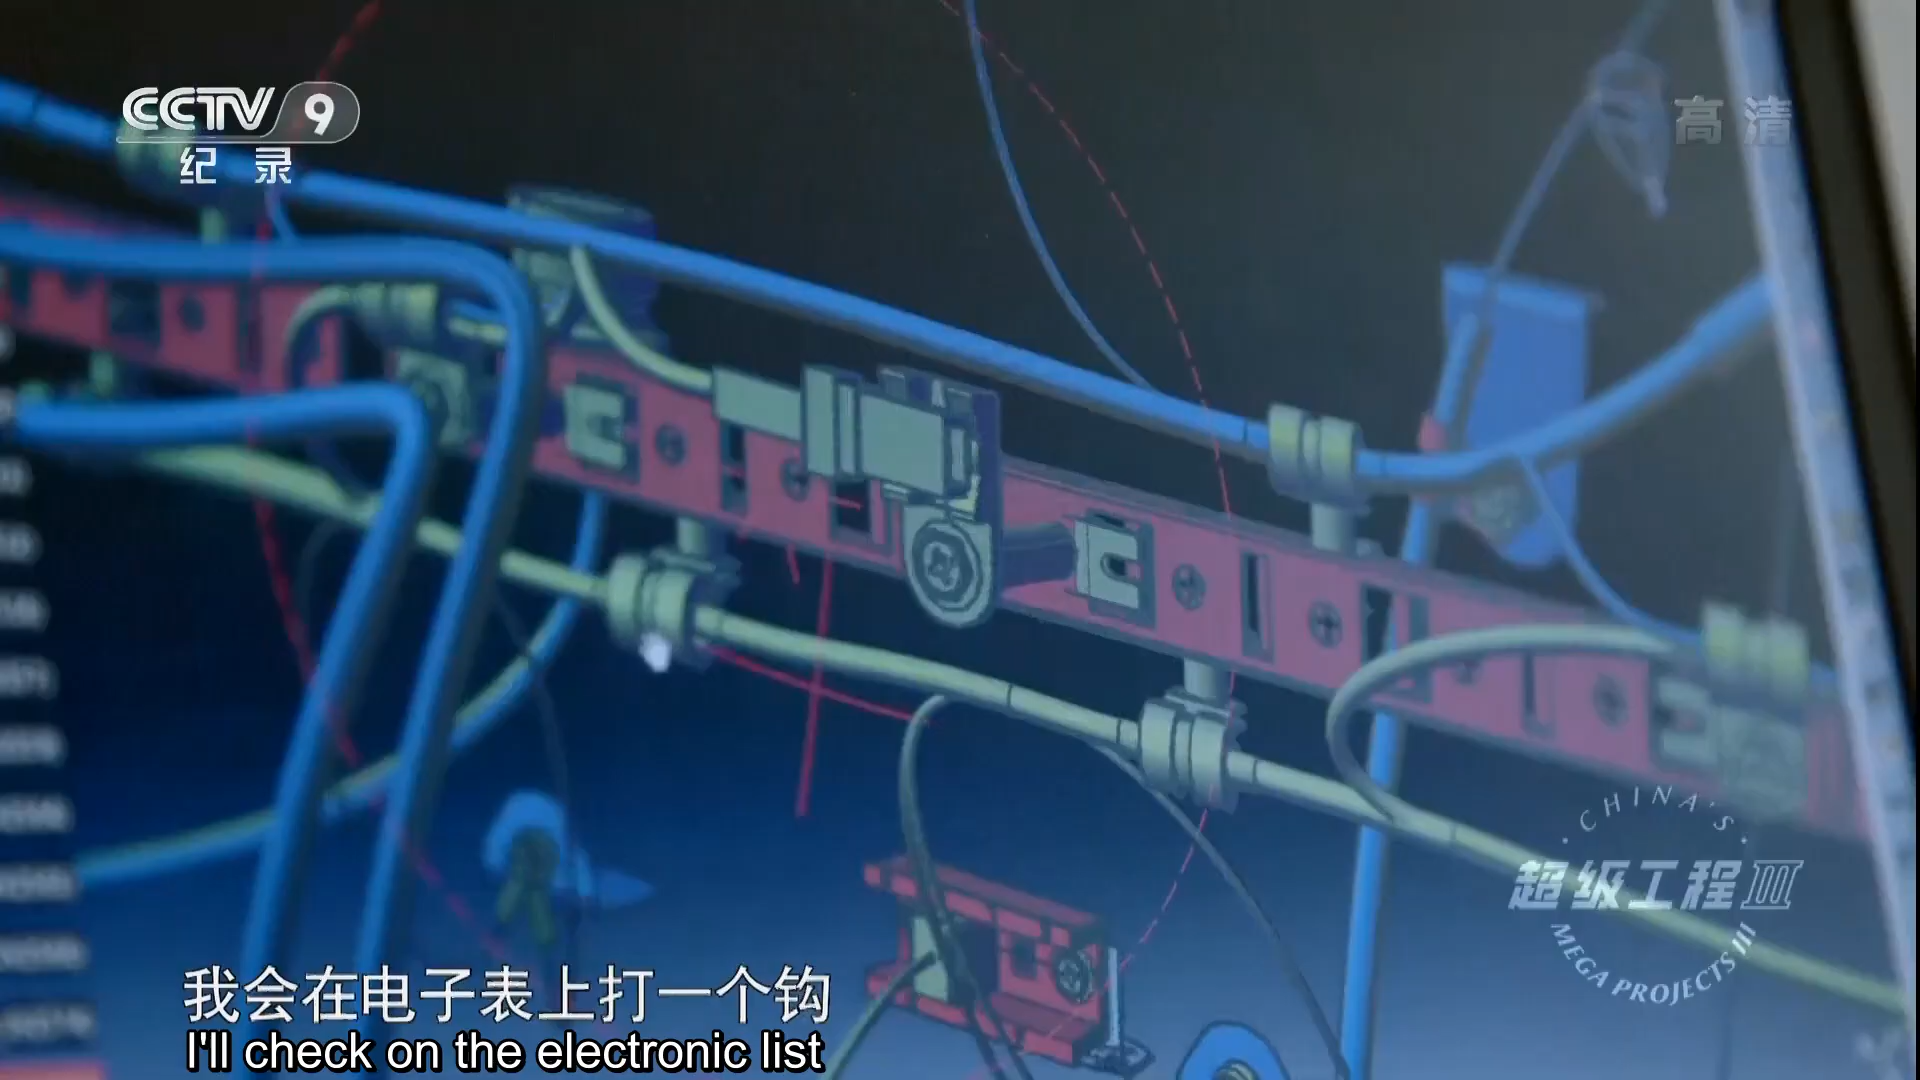 CCTV 9
纪录
高清
CHINA'S
超级工程III
MEGA PROJECTS III
我会在电子表上打一个钩
I'll check on the electronic list